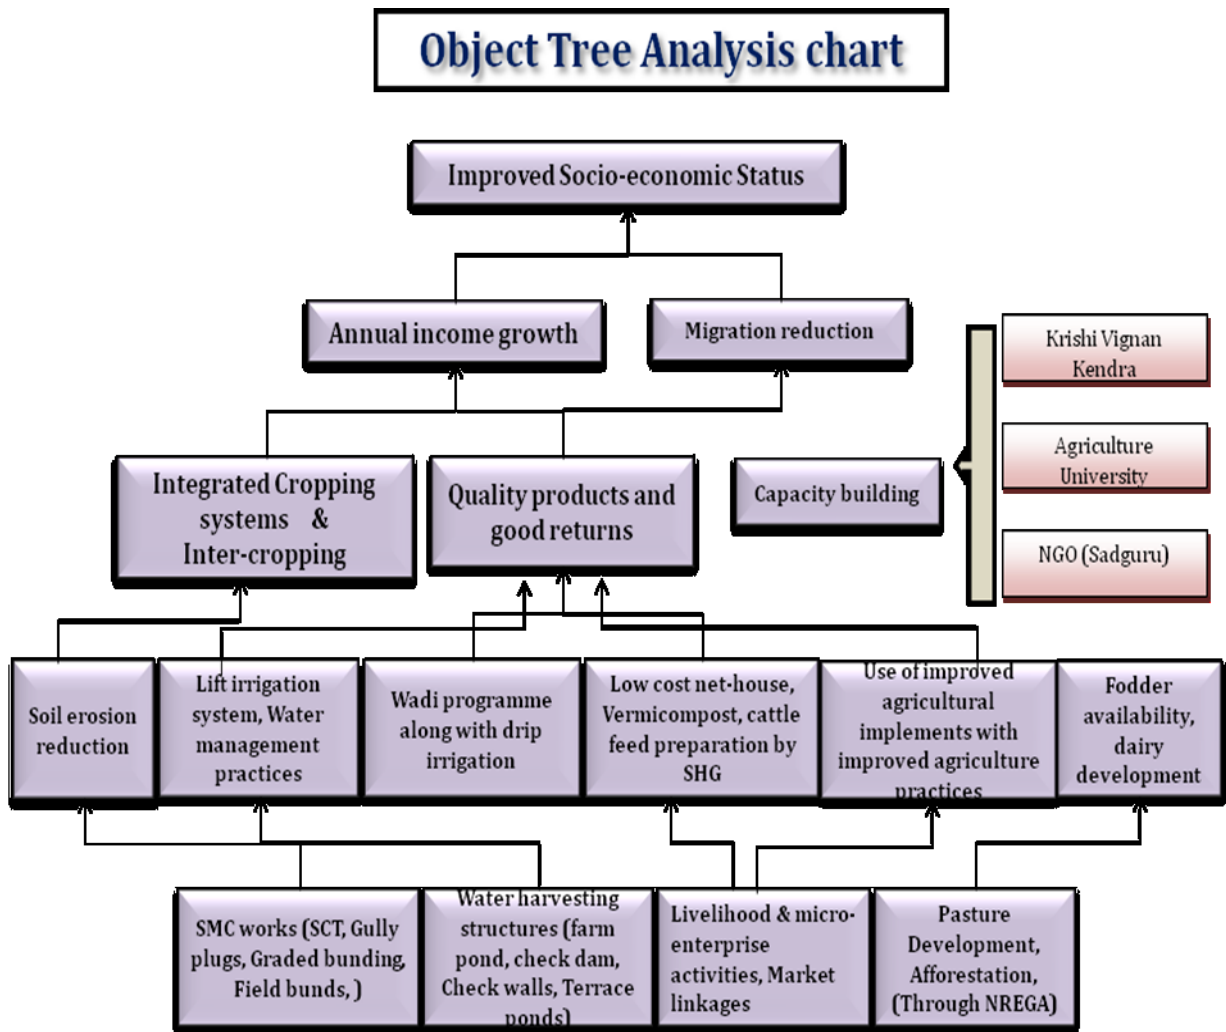 Object Tree Analysis chart
Improved Socio-economic Status
Annual income growth
Migration reduction
Krishi Vignan
Kendra
Agriculture
University
NGO (Sadguru)
Integrated Cropping
systems &
Inter-cropping
Quality products and
good returns
Capacity building
Soil erosion
reduction
Lift irrigation
system, Water
management
practices
Wadi programme
along with drip
irrigation
Low cost net-house,
Vermicompost, cattle
feed preparation by
SHG
Use of improved
agricultural
implements with
improved agriculture
practices
Fodder
availability,
dairy
development
SMC works (SCT, Gully
plugs, Graded bunding,
Field bunds, )
Water harvesting
structures (farm
pond, check dam,
Check walls, Terrace
ponds)
Livelihood & micro-
enterprise
activities, Market
linkages
Pasture
Development,
Afforestation,
(Through NREGA)